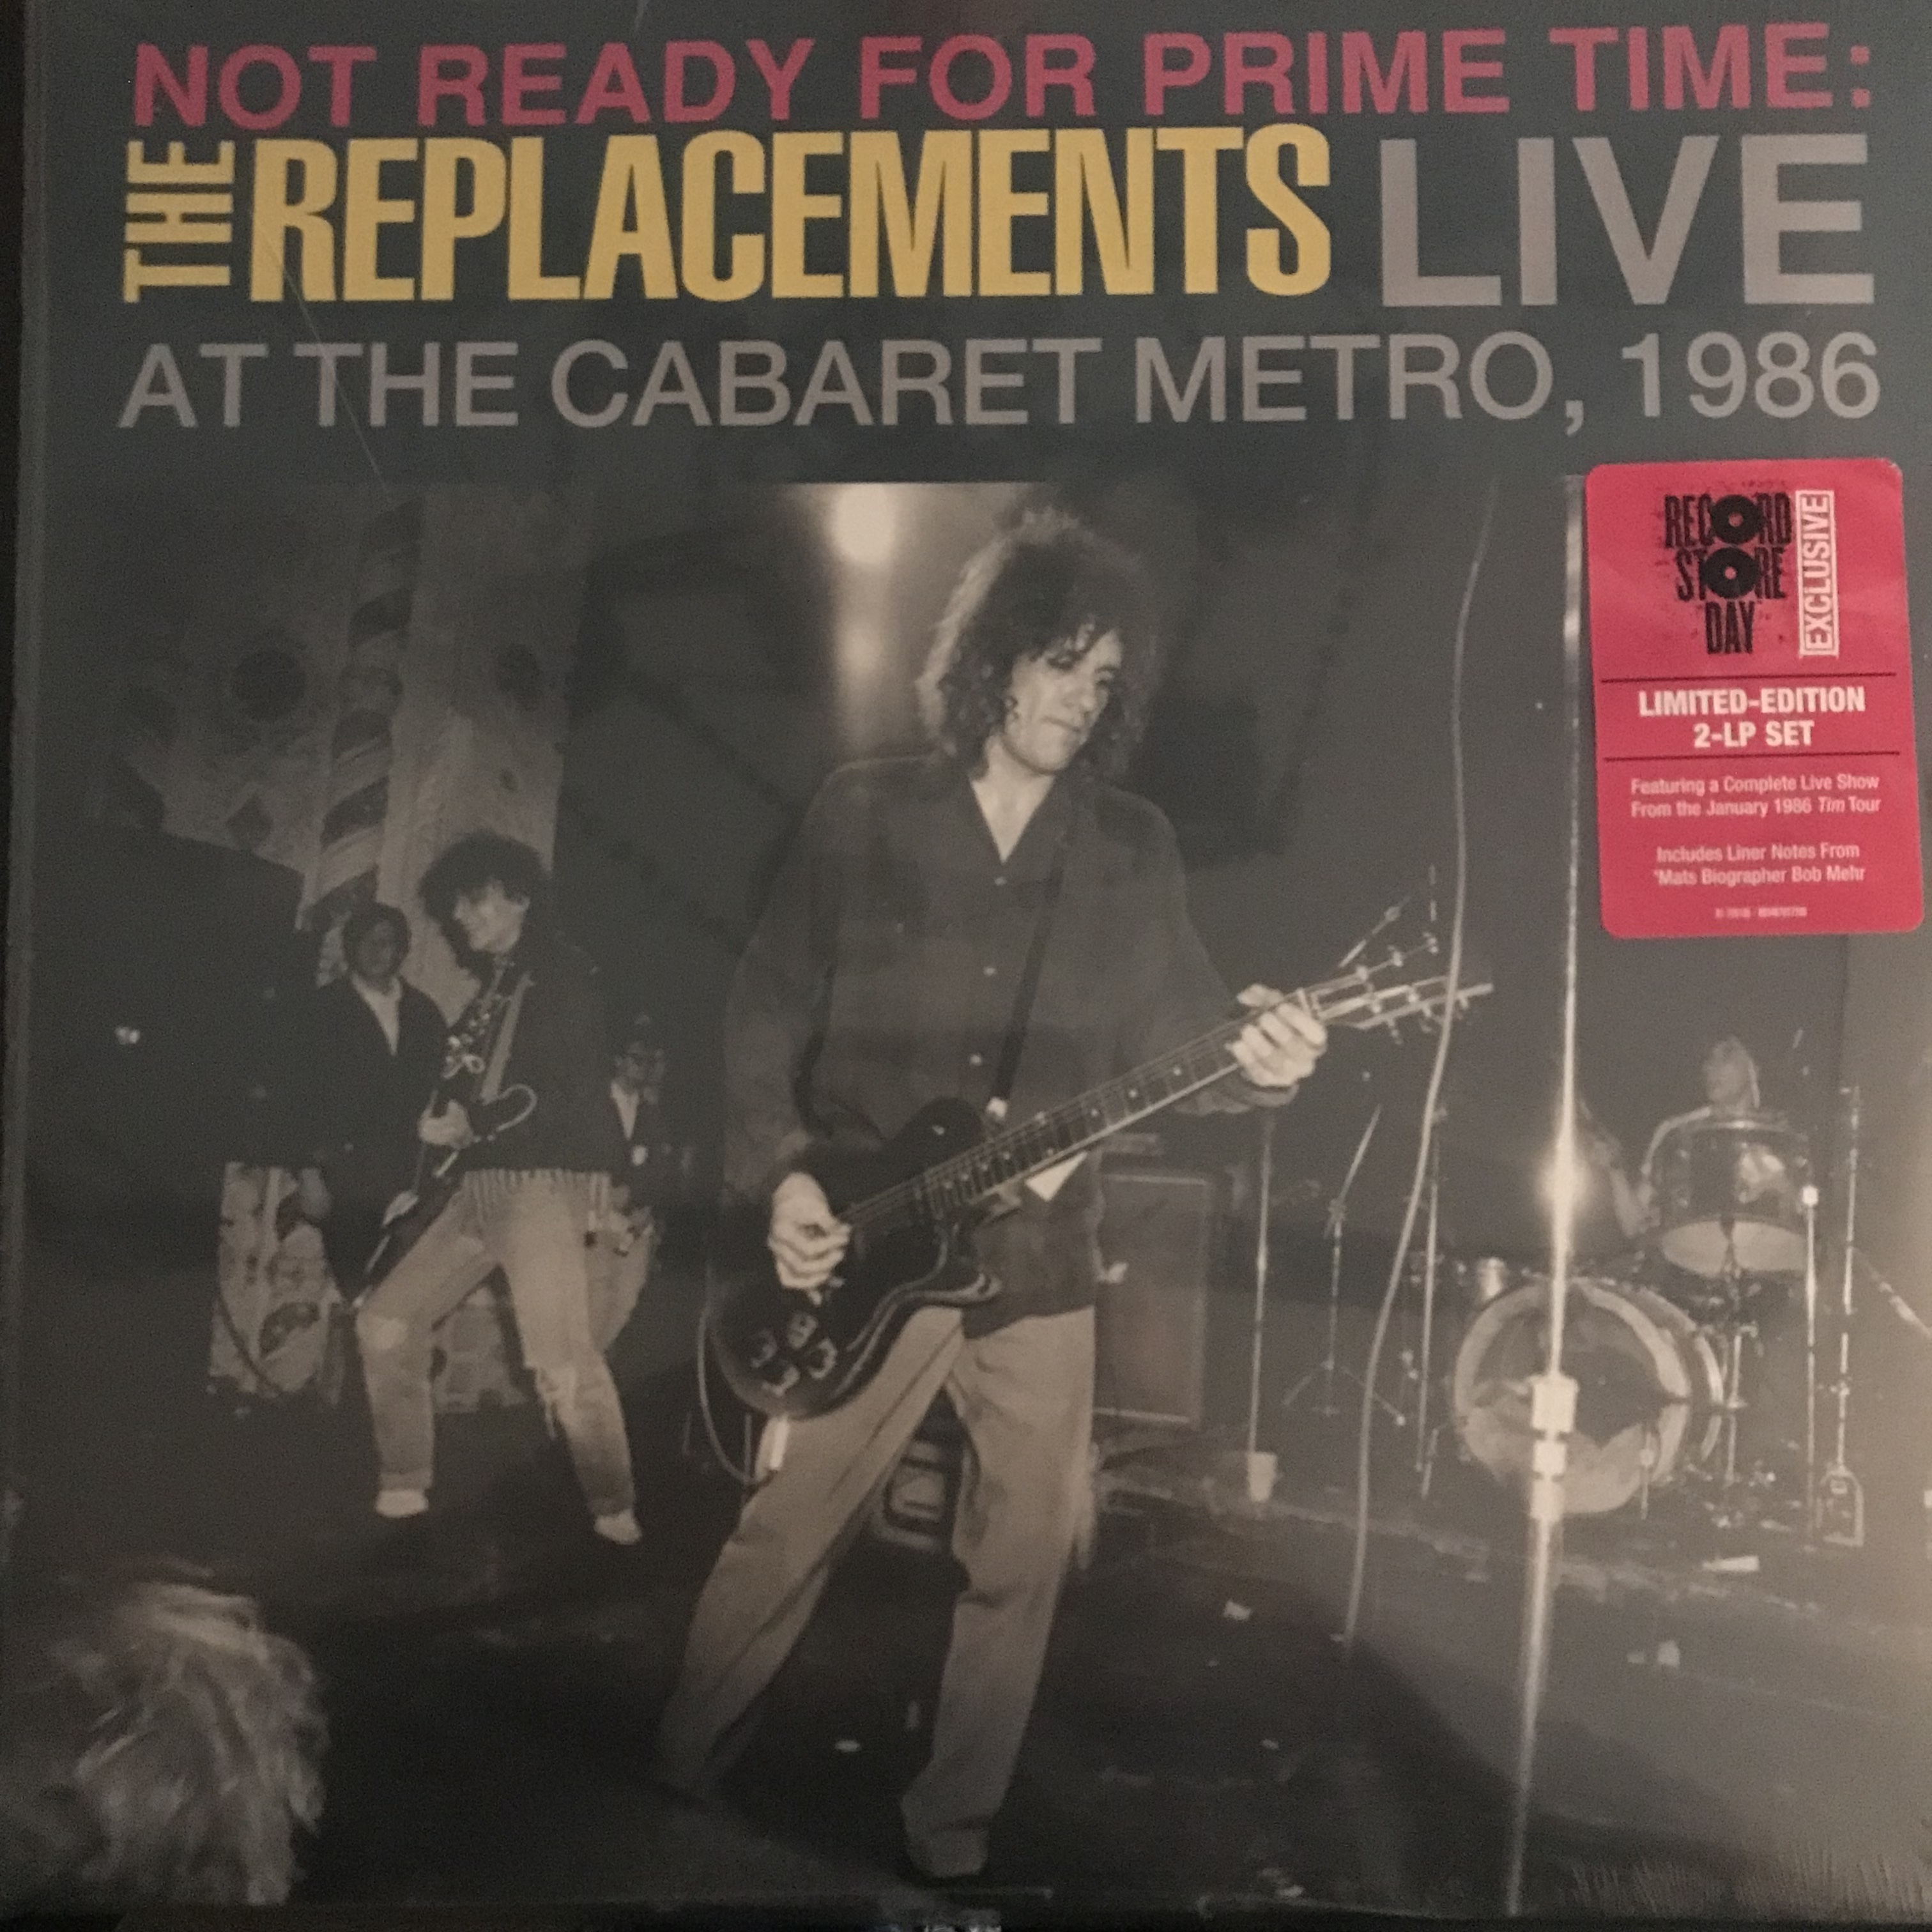 NOT READY FOR PRIME TIME:
THE REPLACEMENTS LIVE
AT THE CABARET METRO, 1986
RECORD
STORE
DAY
EXCLUSIVE
LIMITED-EDITION
2-LP SET
Featuring a Complete Live Show
From the January 1986 Tim Tour
Includes Liner Notes From
'Mats Biographer Bob Mehr